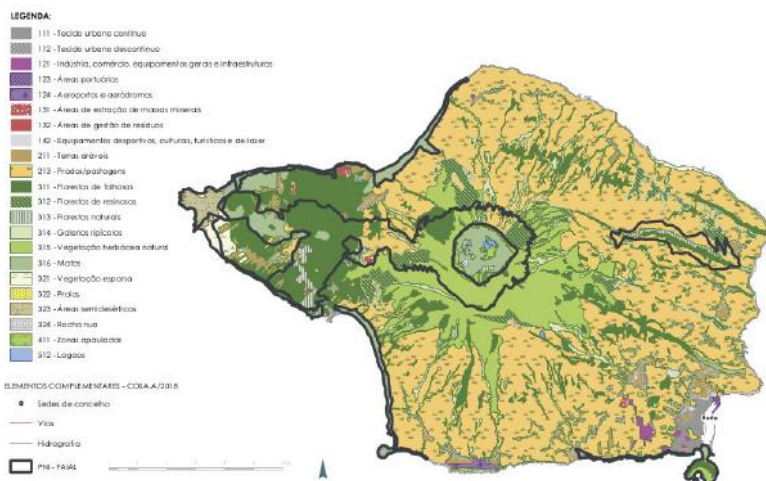 LEGENDA:
111 - Tecido urbano contínuo
112 - Tecido urbano descontínuo
121 - Indústria, comércio, equipamentos gerais e infraestruturas
123 - Áreas portuárias
124 - Aeroportos e aeródromos
131 - Áreas de extração de massas minerais
132 - Áreas de gestão de resíduos
142 - Equipamentos desportivos, culturais, turísticos e de lazer
211 - Terras aráveis
213 - Prados/pastagens
311 - Florestas de folhosas
312 - Florestas de resinosas
313 - Florestas naturais
314 - Galerias ripícolas
315 - Vegetação herbácea natural
316 - Matos
321 - Vegetação esparsa
322 - Praias
323 - Áreas semidesérticas
324 - Rocha nua
411 - Zonas apauladas
512 - Lagoas
ELEMENTOS COMPLEMENTARES - COSA.A/2018
Sedes de concelho
Vias
Hidrografia
PNI - FAIAL
Horta